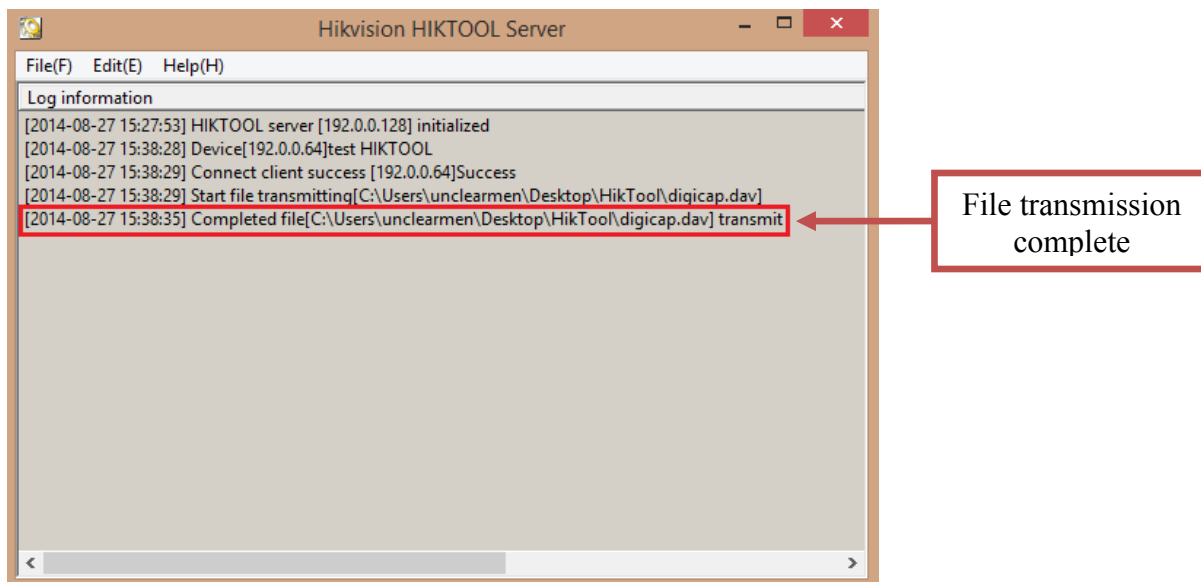 Hikvision HIKTOOL Server
File(F) Edit(E) Help(H)
Log information
[2014-08-27 15:27:53] HIKTOOL server [192.0.0.128] initialized
[2014-08-27 15:38:28] Device[192.0.0.64]test HIKTOOL
[2014-08-27 15:38:29] Connect client success [192.0.0.64]Success
[2014-08-27 15:38:29] Start file transmitting[C:\Users\unclearmen\Desktop\HikTool\digicap.dav]
[2014-08-27 15:38:35] Completed file[C:\Users\unclearmen\Desktop\HikTool\digicap.dav] transmit
File transmission
complete